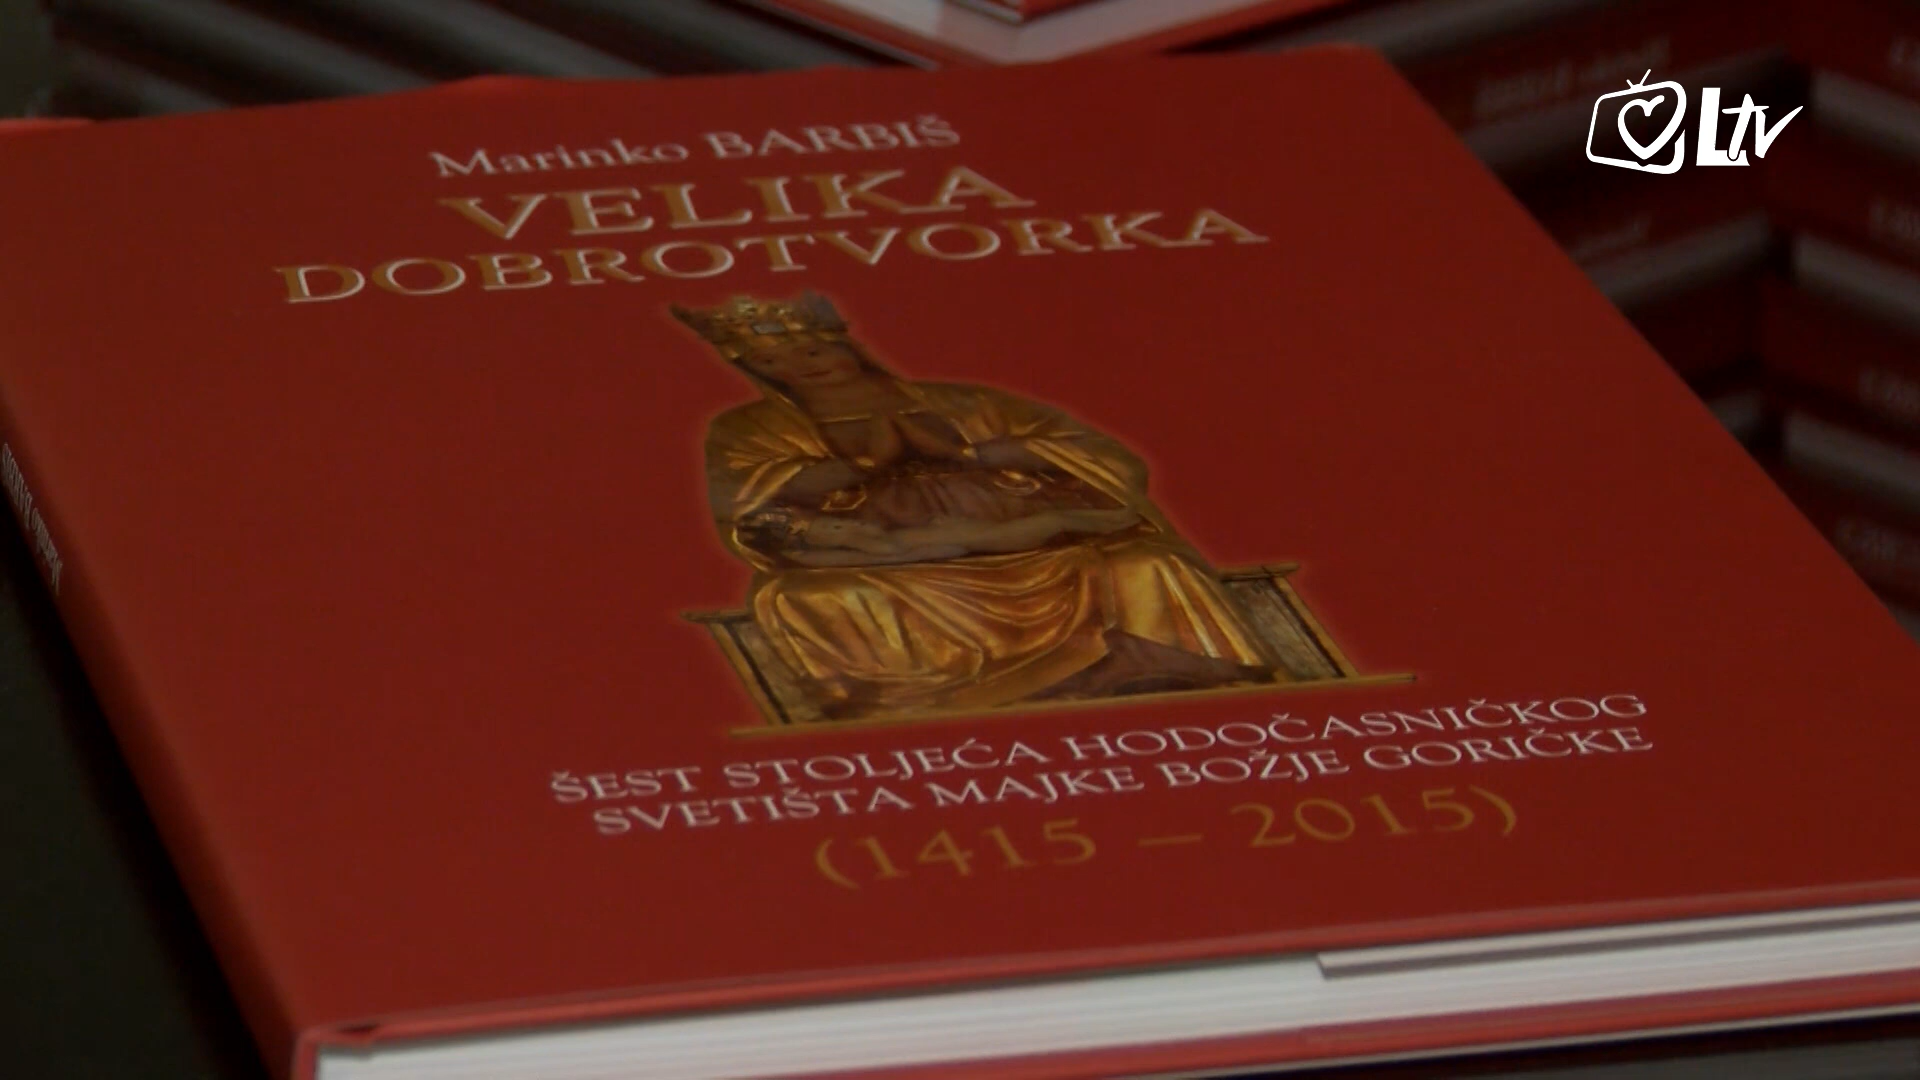 LTV
Marinko BARBIŠ
VELIKA
DOBROTVORKA
ŠEST STOLJEĆA HODOČASNIČKOG
SVETIŠTA MAJKE BOŽJE GORIČKE
(1415 – 2015)